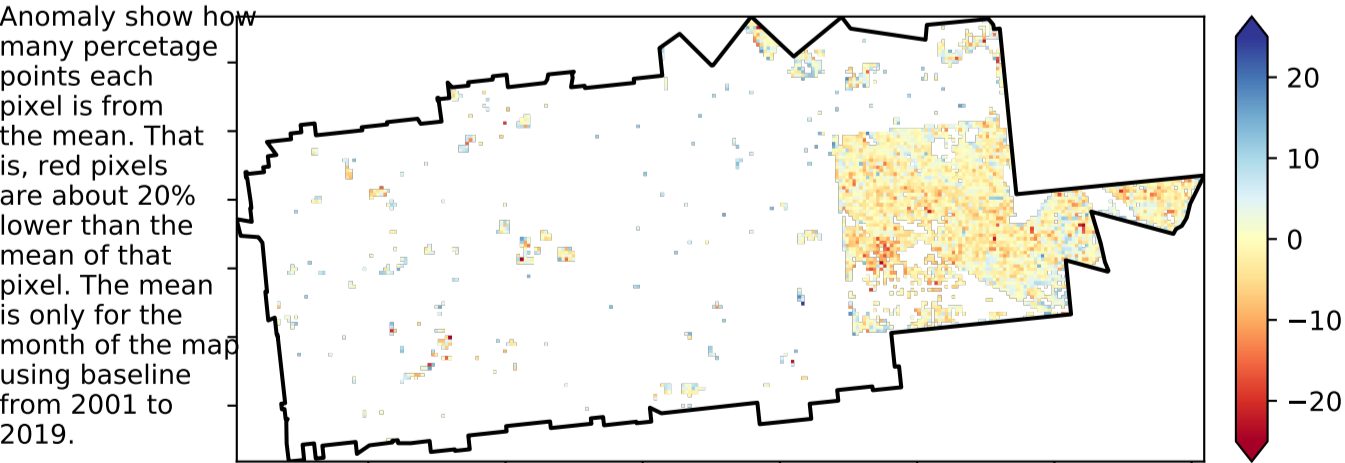 Anomaly show how
many percetage
points each
pixel is from
the mean. That
is, red pixels
are about 20%
lower than the
mean of that
pixel. The mean
is only for the
month of the map
using baseline
from 2001 to
2019.
20
10
0
−10
−20